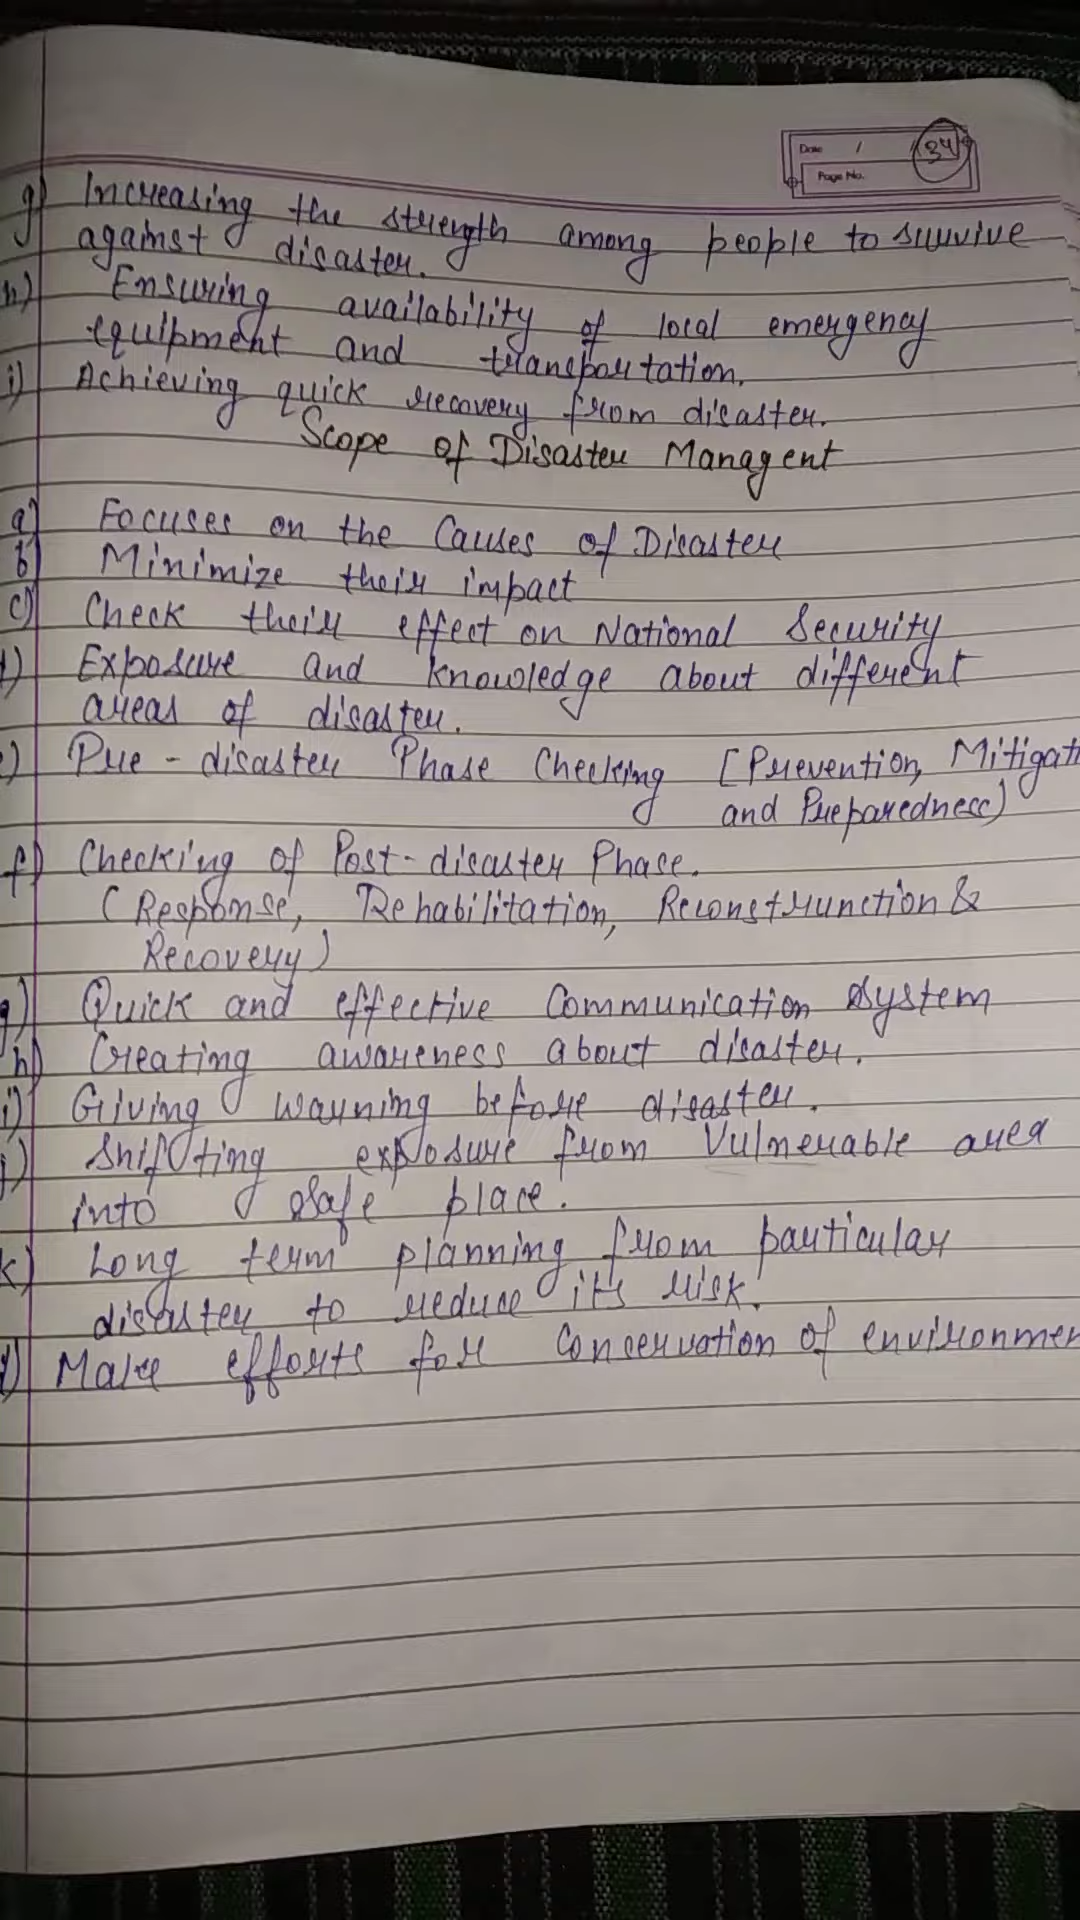 Date / / 34
Page No.
g) Increasing the strength among people to survive
against disaster.
h) Ensuring availability of local emergency
equipment and transportation.
i) Achieving quick recovery from disaster.
Scope of Disaster Managent
a) Focuses on the Causes of Disaster
b) Minimize their impact
c) Check their effect on National Security
d) Exposure and knowledge about different
areas of disaster.
e) Pre-disaster Phase Checking [Prevention, Mitigati
and Preparedness)
f) Checking of Post-disaster Phase.
(Response, Rehabilitation, Reconstrunction &
Recovery)
g) Quick and effective Communication System
h) Creating awareness about disaster.
i) Giving warning before disaster.
j) Shifting exposure from Vulnerable area
into safe place.
k) Long term planning from particular
disaster to reduce its risk.
l) Make efforts for Conservation of environmen